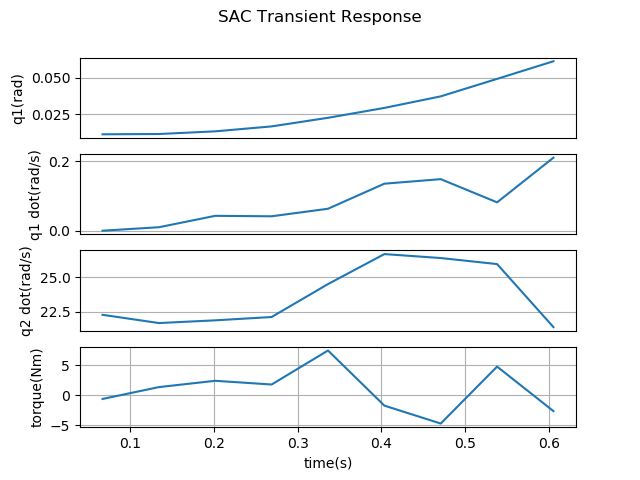 SAC Transient Response
q1(rad)
0.050
0.025
q1 dot(rad/s)
0.2
0.0
q2 dot(rad/s)
25.0
22.5
torque(Nm)
5
0
−5
0.1 0.2 0.3 0.4 0.5 0.6
time(s)